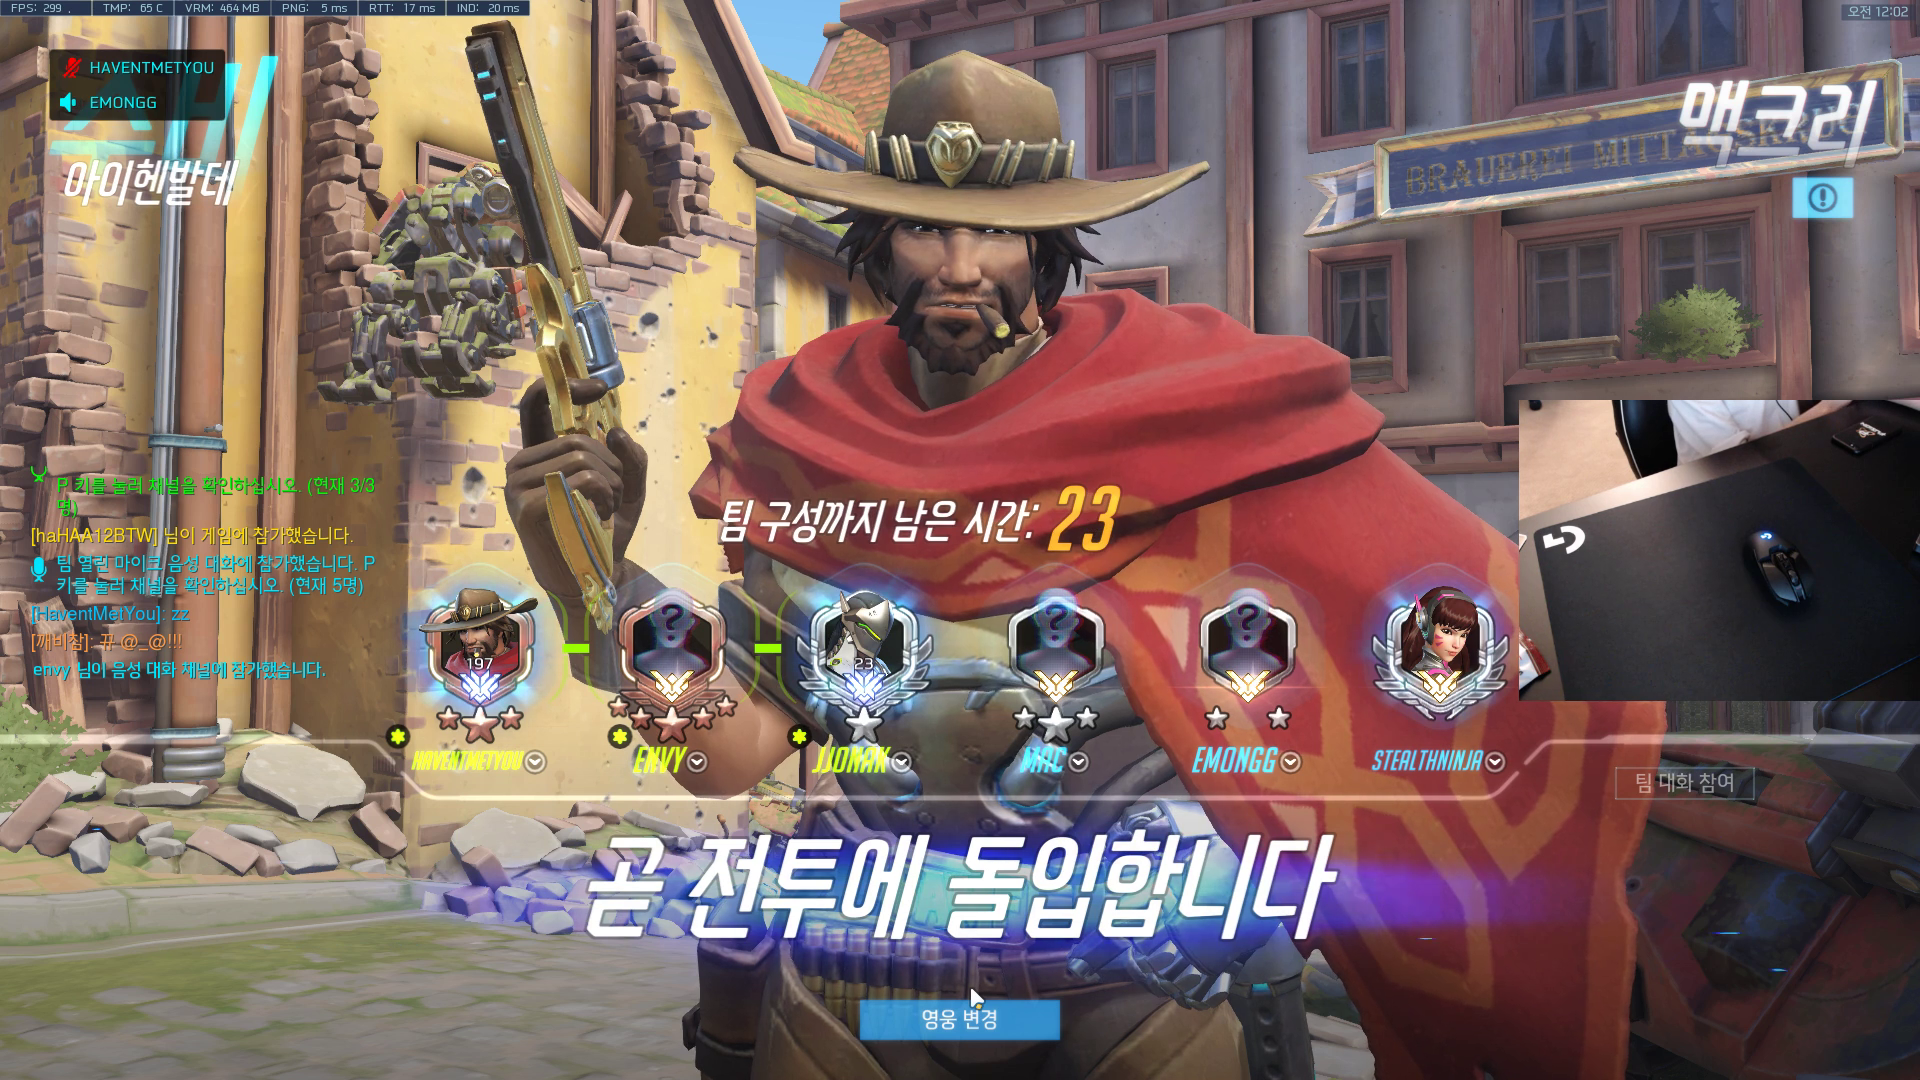 FPS: 299
TMP: 65 C
VRM: 464 MB
PNG: 5 ms
RTT: 17 ms
IND: 20 ms
오전 12:02
HAVENTMETYOU
EMONGG
아이헨발데
맥크리
BRAUEREI
P 키를 눌러 채널을 확인하십시오. (현재 3/3
명)
[haHAA12BTW] 님이 게임에 참가했습니다.
팀 열린 마이크 음성 대화에 참가했습니다. P
키를 눌러 채널을 확인하십시오. (현재 5명)
[HaventMetYou]: zz
[깨비참]: 뀨 @_@!!!
envy 님이 음성 대화 채널에 참가했습니다.
팀 구성까지 남은 시간: 23
197
23
HAVENTMETYOU
ENVY
JJONAK
MAC
EMONGG
STEALTHNINJA
팀 대화 참여
곧 전투에 돌입합니다
영웅 변경